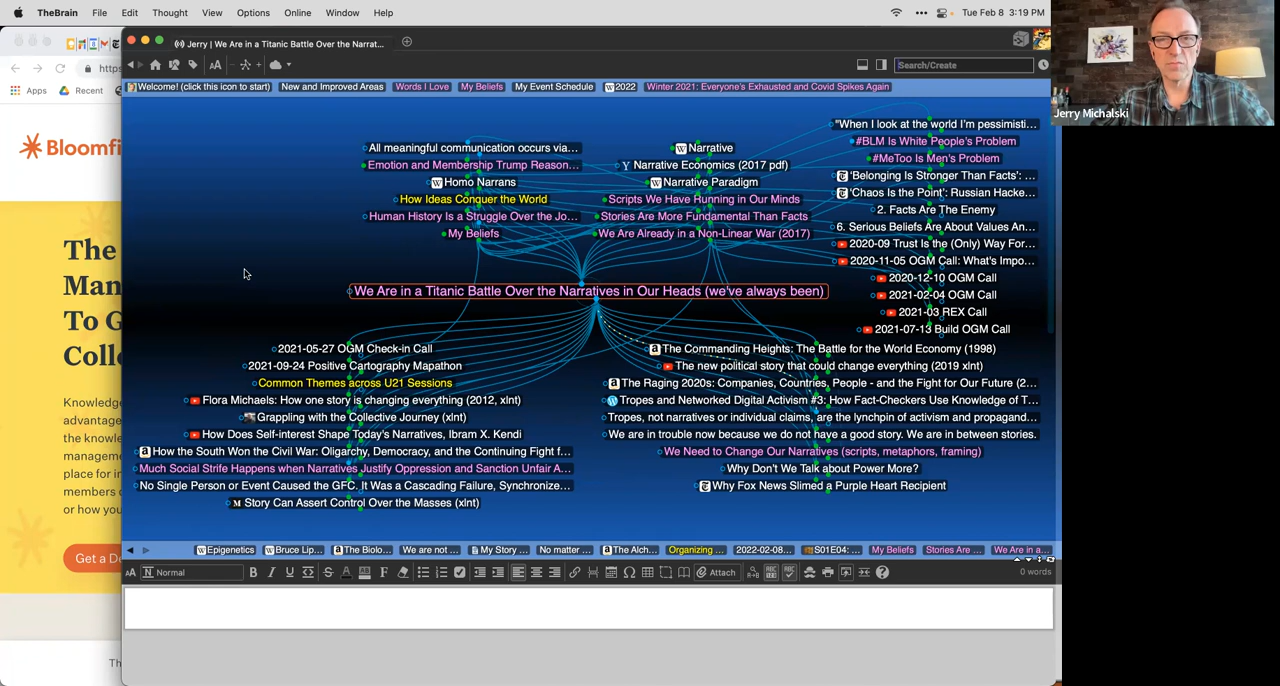 TheBrain File Edit Thought View Options Online Window Help
Tue Feb 8 3:19 PM
Jerry | We Are in a Titanic Battle Over the Narrat...
Search/Create
Welcome! (click this icon to start) New and Improved Areas Words I Love My Beliefs My Event Schedule 2022 Winter 2021: Everyone's Exhausted and Covid Spikes Again
https
Apps Recent
Bloomfi
The
Man
To G
Colle
Knowled
advantag
the know
managem
place for in
members o
or how you
Get a D
Th
All meaningful communication occurs via...
Emotion and Membership Trump Reason...
Homo Narrans
How Ideas Conquer the World
Human History Is a Struggle Over the Jo...
My Beliefs
Narrative
Narrative Economics (2017 pdf)
Narrative Paradigm
Scripts We Have Running in Our Minds
Stories Are More Fundamental Than Facts
We Are Already in a Non-Linear War (2017)
"When I look at the world I'm pessimisti...
#BLM Is White People's Problem
#MeToo Is Men's Problem
'Belonging Is Stronger Than Facts': ...
'Chaos Is the Point': Russian Hacke...
2. Facts Are The Enemy
6. Serious Beliefs Are About Values An...
2020-09 Trust Is the (Only) Way For...
2020-11-05 OGM Call: What's Impo...
2020-12-10 OGM Call
2021-02-04 OGM Call
2021-03 REX Call
2021-07-13 Build OGM Call
We Are in a Titanic Battle Over the Narratives in Our Heads (we've always been)
2021-05-27 OGM Check-in Call
2021-09-24 Positive Cartography Mapathon
Common Themes across U21 Sessions
Flora Michaels: How one story is changing everything (2012, xlnt)
Grappling with the Collective Journey (xlnt)
How Does Self-interest Shape Today's Narratives, Ibram X. Kendi
How the South Won the Civil War: Oligarchy, Democracy, and the Continuing Fight f...
Much Social Strife Happens when Narratives Justify Oppression and Sanction Unfair A...
No Single Person or Event Caused the GFC. It Was a Cascading Failure, Synchronize...
Story Can Assert Control Over the Masses (xlnt)
The Commanding Heights: The Battle for the World Economy (1998)
The new political story that could change everything (2019 xlnt)
The Raging 2020s: Companies, Countries, People - and the Fight for Our Future (2...
Tropes and Networked Digital Activism #3: How Fact-Checkers Use Knowledge of T...
Tropes, not narratives or individual claims, are the lynchpin of activism and propagand...
We are in trouble now because we do not have a good story. We are in between stories.
We Need to Change Our Narratives (scripts, metaphors, framing)
Why Don't We Talk about Power More?
Why Fox News Slimed a Purple Heart Recipient
Epigenetics Bruce Lip... The Biolo... We are not ... My Story ... No matter ... The Alch... Organizing ... 2022-02-08... S01E04: ... My Beliefs Stories Are ... We Are in a...
Normal
Attach
0 words
Jerry Michalski